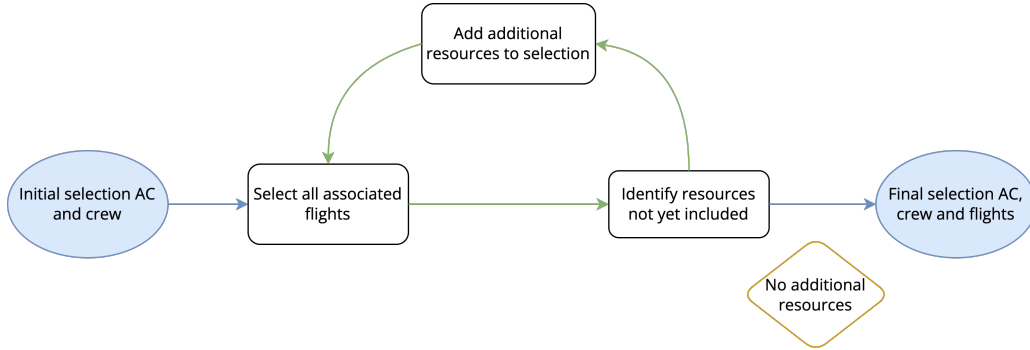 Add additional
resources to selection
Initial selection AC
and crew
Select all associated
flights
Identify resources
not yet included
Final selection AC,
crew and flights
No additional
resources